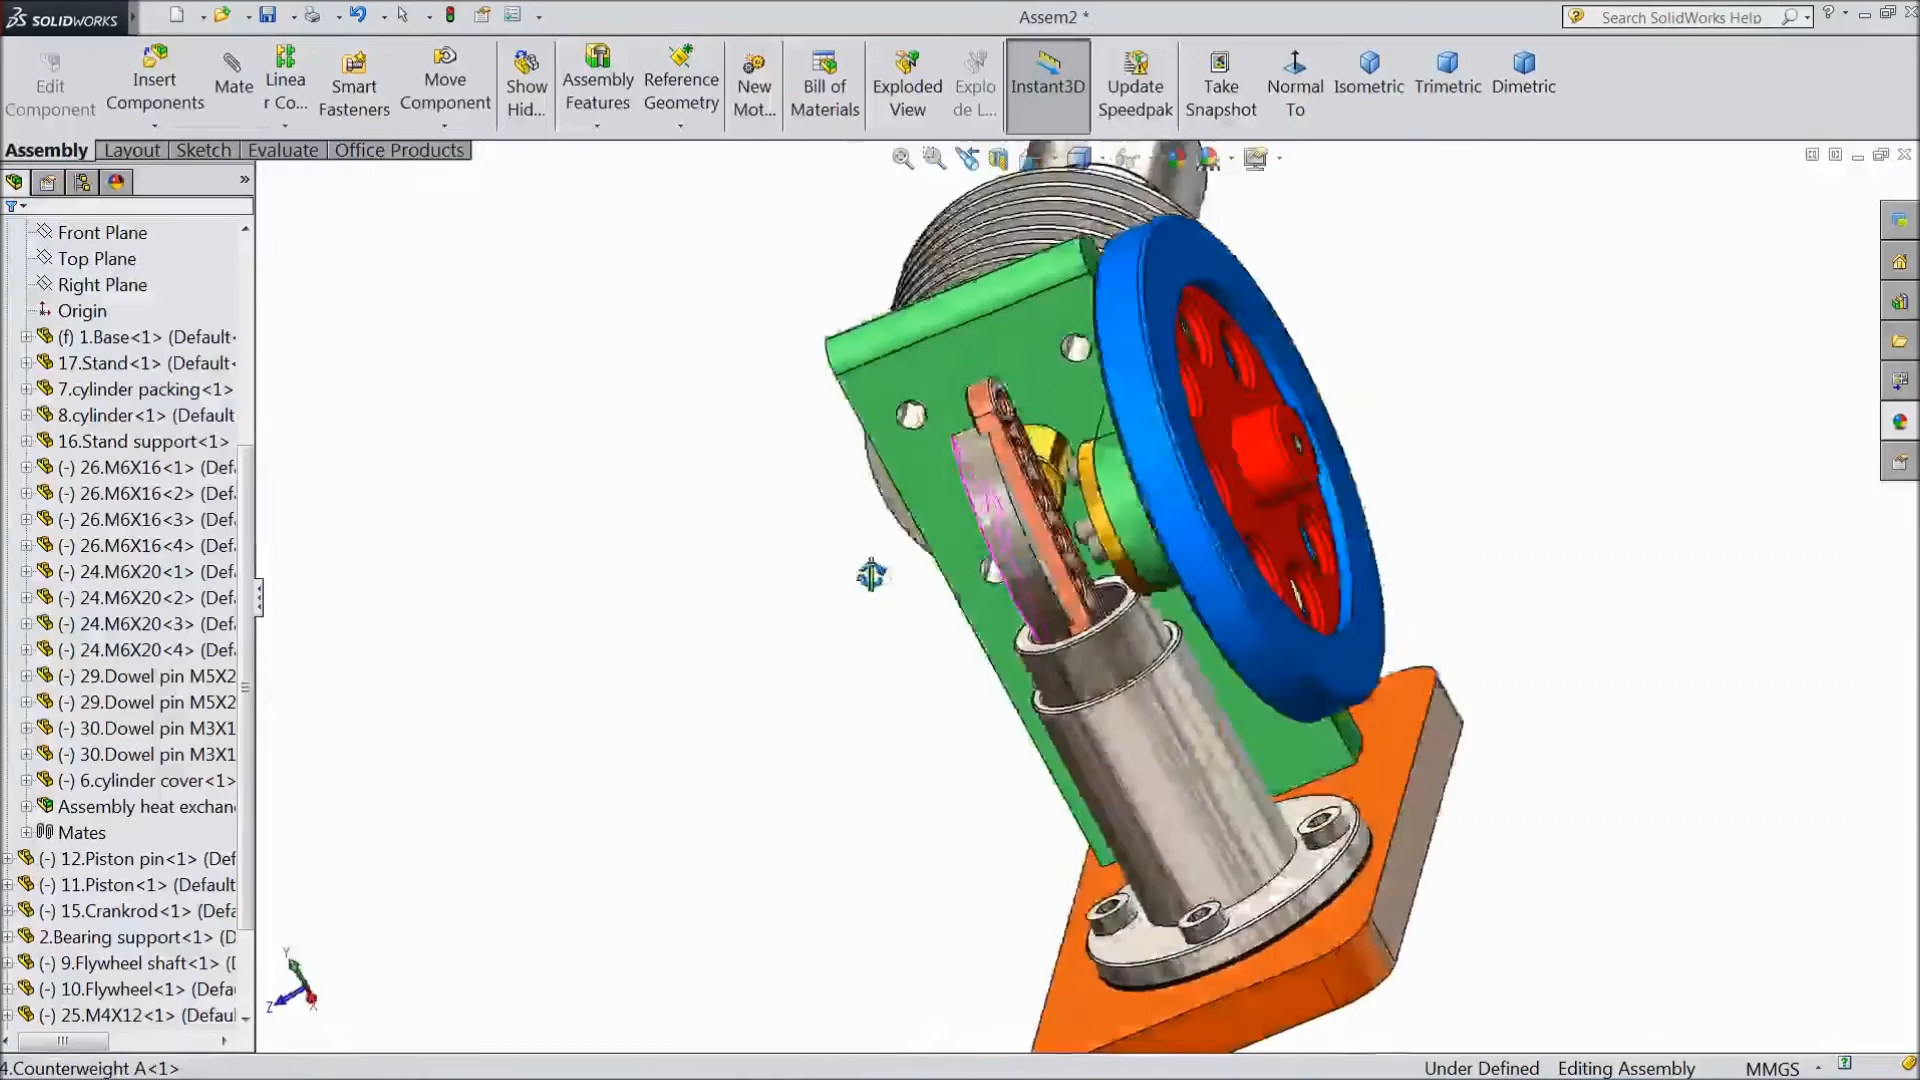 SOLIDWORKS
Assem2 *
Search SolidWorks Help
Edit Component
Insert Components
Mate
Linea r Co...
Smart Fasteners
Move Component
Show Hid...
Assembly Features
Reference Geometry
New Mot...
Bill of Materials
Exploded View
Explo de L...
Instant3D
Update Speedpak
Take Snapshot
Normal To
Isometric
Trimetric
Dimetric
Assembly Layout Sketch Evaluate Office Products
Front Plane
Top Plane
Right Plane
Origin
(f) 1.Base<1> (Default<
17.Stand<1> (Default<
7.cylinder packing<1>
8.cylinder<1> (Default
16.Stand support<1>
(-) 26.M6X16<1> (Def
(-) 26.M6X16<2> (Def
(-) 26.M6X16<3> (Def
(-) 26.M6X16<4> (Def
(-) 24.M6X20<1> (Def
(-) 24.M6X20<2> (Def
(-) 24.M6X20<3> (Def
(-) 24.M6X20<4> (Def
(-) 29.Dowel pin M5X2
(-) 29.Dowel pin M5X2
(-) 30.Dowel pin M3X1
(-) 30.Dowel pin M3X1
(-) 6.cylinder cover<1>
Assembly heat exchan
Mates
(-) 12.Piston pin<1> (Def
(-) 11.Piston<1> (Default
(-) 15.Crankrod<1> (Defa
2.Bearing support<1> (D
(-) 9.Flywheel shaft<1> (D
(-) 10.Flywheel<1> (Defa
(-) 25.M4X12<1> (Defaul
Y
Z
X
4.Counterweight A<1>
Under Defined
Editing Assembly
MMGS